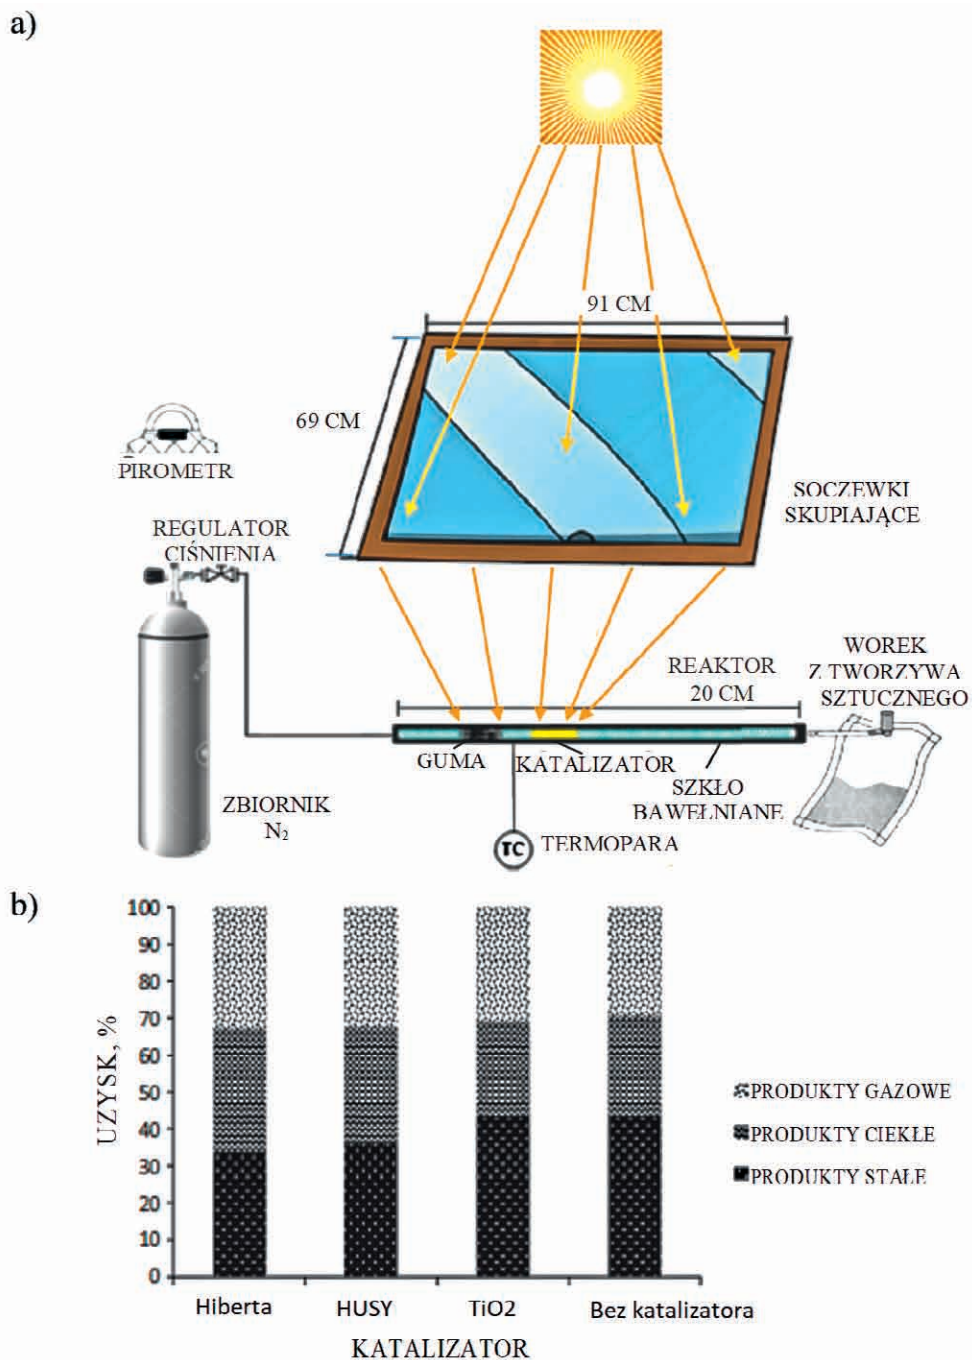 a)
91 CM
69 CM
PIROMETR
SOCZEWKI
SKUPIAJĄCE
REGULATOR
CIŚNIENIA
REAKTOR
20 CM
WOREK
Z TWORZYWA
SZTUCZNEGO
GUMA
KATALIZATOR
SZKŁO
BAWEŁNIANE
ZBIORNIK
N₂
TC
TERMOPARA
b)
UZYSK, %
100
90
80
70
60
50
40
30
20
10
0
PRODUKTY GAZOWE
PRODUKTY CIEKŁE
PRODUKTY STAŁE
Hiberta HUSY TiO2 Bez katalizatora
KATALIZATOR